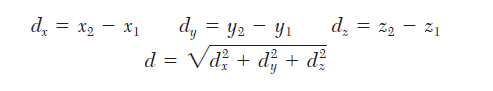 dₓ = x₂ − x₁    d_y = y₂ − y₁    d_z = z₂ − z₁
d = √(dₓ² + d_y² + d_z²)